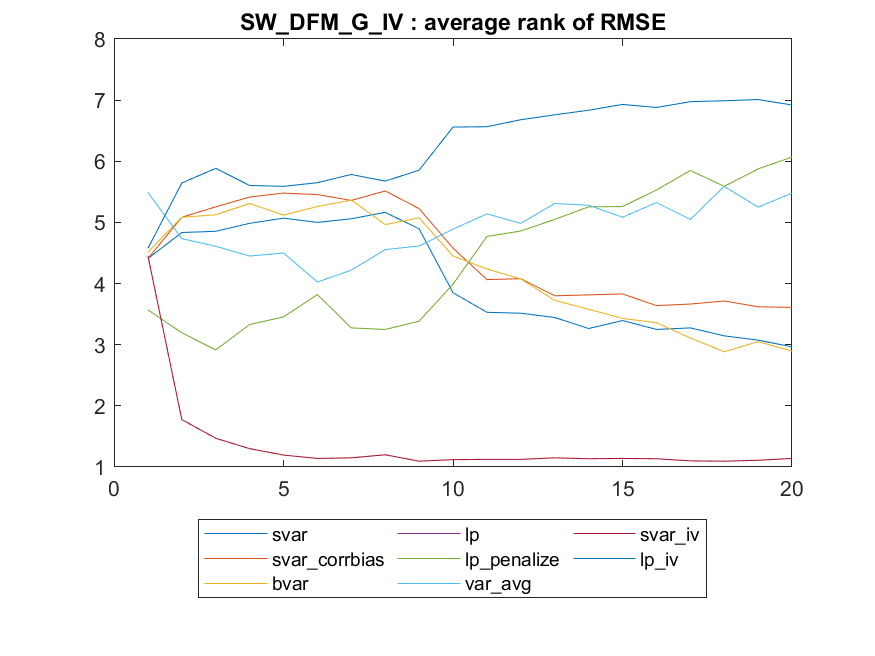 SW_DFM_G_IV : average rank of RMSE
8
7
6
5
4
3
2
1
0 5 10 15 20
svar lp svar_iv
svar_corrbias lp_penalize lp_iv
bvar var_avg